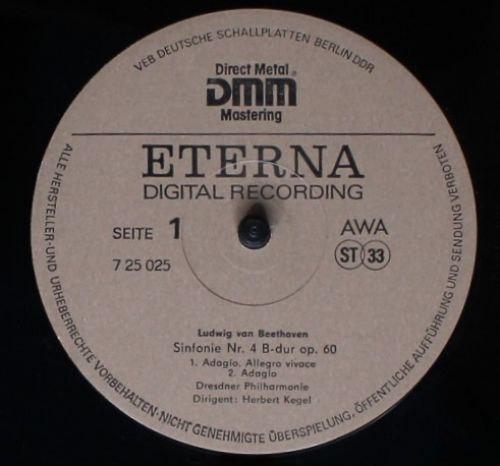 VEB DEUTSCHE SCHALLPLATTEN BERLIN DDR
Direct Metal
DMM®
Mastering
ETERNA
DIGITAL RECORDING
SEITE 1
AWA
7 25 025
ST 33
Ludwig van Beethoven
Sinfonie Nr. 4 B-dur op. 60
1. Adagio. Allegro vivace
2. Adagio
Dresdner Philharmonie
Dirigent: Herbert Kegel
ALLE HERSTELLER-UND URHEBERRECHTE VORBEHALTEN·NICHT GENEHMIGTE ÜBERSPIELUNG, ÖFFENTLICHE AUFFÜHRUNG UND SENDUNG VERBOTEN